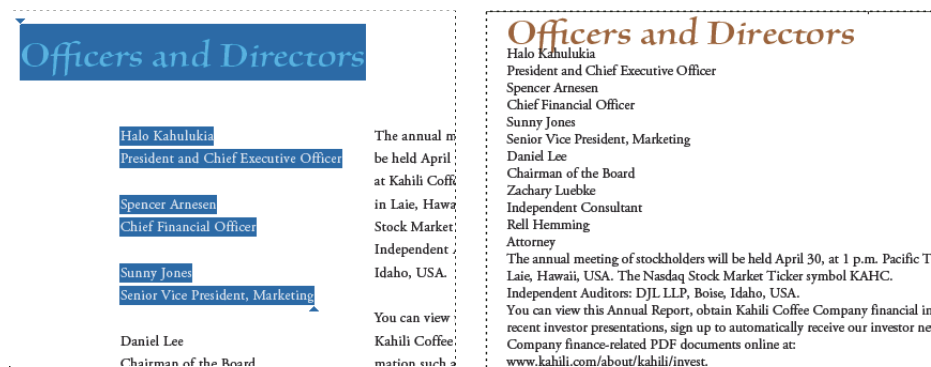 Officers and Directors
Halo Kahulukia
President and Chief Executive Officer
Spencer Arnesen
Chief Financial Officer
Sunny Jones
Senior Vice President, Marketing
Daniel Lee
Chairman of the Board
The annual m
be held April
at Kahili Coff
in Laie, Hawa
Stock Market
Independent
Idaho, USA.
You can view
Kahili Coffee
mation such a
Officers and Directors
Halo Kahulukia
President and Chief Executive Officer
Spencer Arnesen
Chief Financial Officer
Sunny Jones
Senior Vice President, Marketing
Daniel Lee
Chairman of the Board
Zachary Luebke
Independent Consultant
Rell Hemming
Attorney
The annual meeting of stockholders will be held April 30, at 1 p.m. Pacific T
Laie, Hawaii, USA. The Nasdaq Stock Market Ticker symbol KAHC.
Independent Auditors: DJL LLP, Boise, Idaho, USA.
You can view this Annual Report, obtain Kahili Coffee Company financial in
recent investor presentations, sign up to automatically receive our investor ne
Company finance-related PDF documents online at:
www.kahili.com/about/kahili/invest.